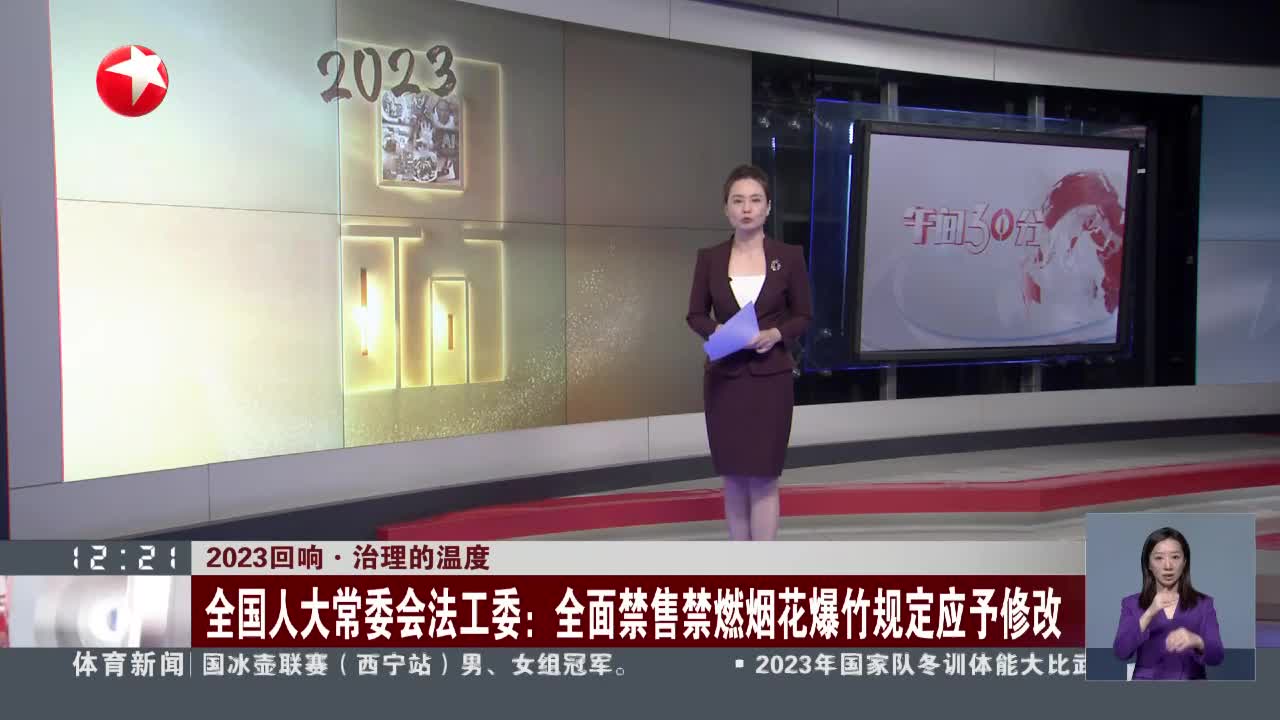 2023
回响
午间30分
12:21
2023回响·治理的温度
全国人大常委会法工委：全面禁售禁燃烟花爆竹规定应予修改
体育新闻
国冰壶联赛（西宁站）男、女组冠军。
▪ 2023年国家队冬训体能大比武